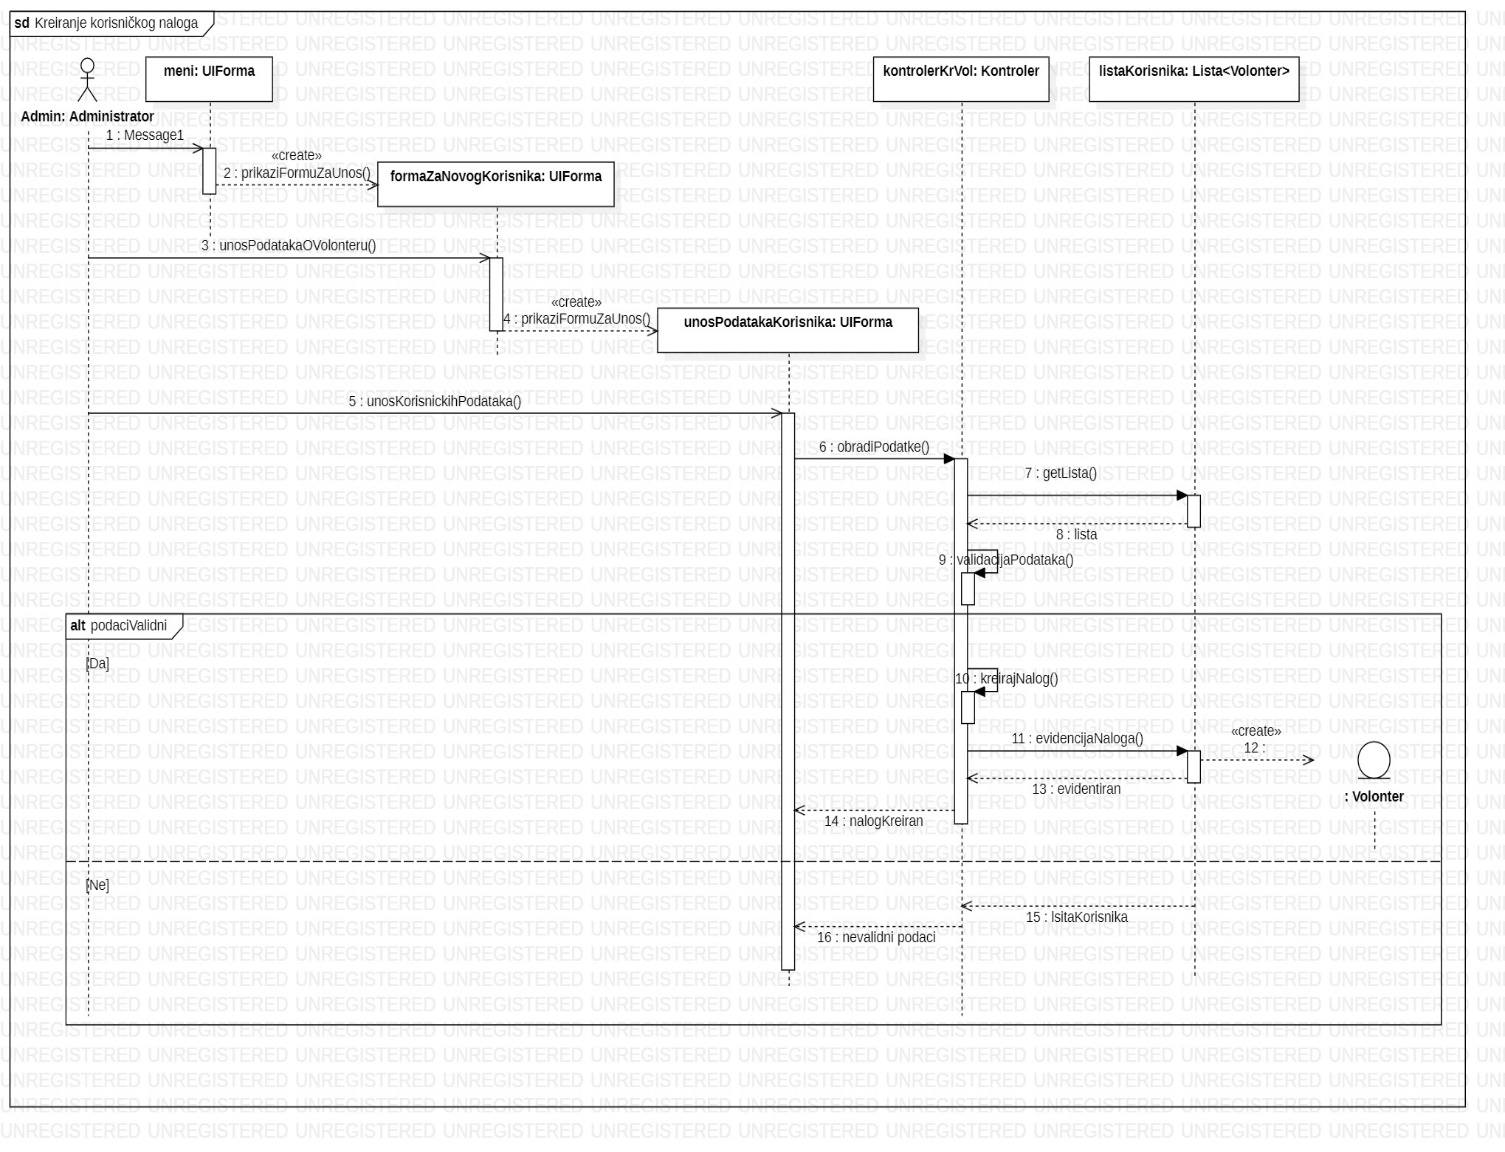 sd Kreiranje korisničkog naloga
meni: UIForma
kontrolerKrVol: Kontroler
listaKorisnika: Lista<Volonter>
Admin: Administrator
1 : Message1
«create»
2 : prikaziFormuZaUnos()
formaZaNovogKorisnika: UIForma
3 : unosPodatakaOVolonteru()
«create»
4 : prikaziFormuZaUnos()
unosPodatakaKorisnika: UIForma
5 : unosKorisnickihPodataka()
6 : obradiPodatke()
7 : getLista()
8 : lista
9 : validacijaPodataka()
alt podaciValidni
[Da]
10 : kreirajNalog()
11 : evidencijaNaloga()
«create»
12 :
13 : evidentiran
: Volonter
14 : nalogKreiran
[Ne]
15 : lsitaKorisnika
16 : nevalidni podaci